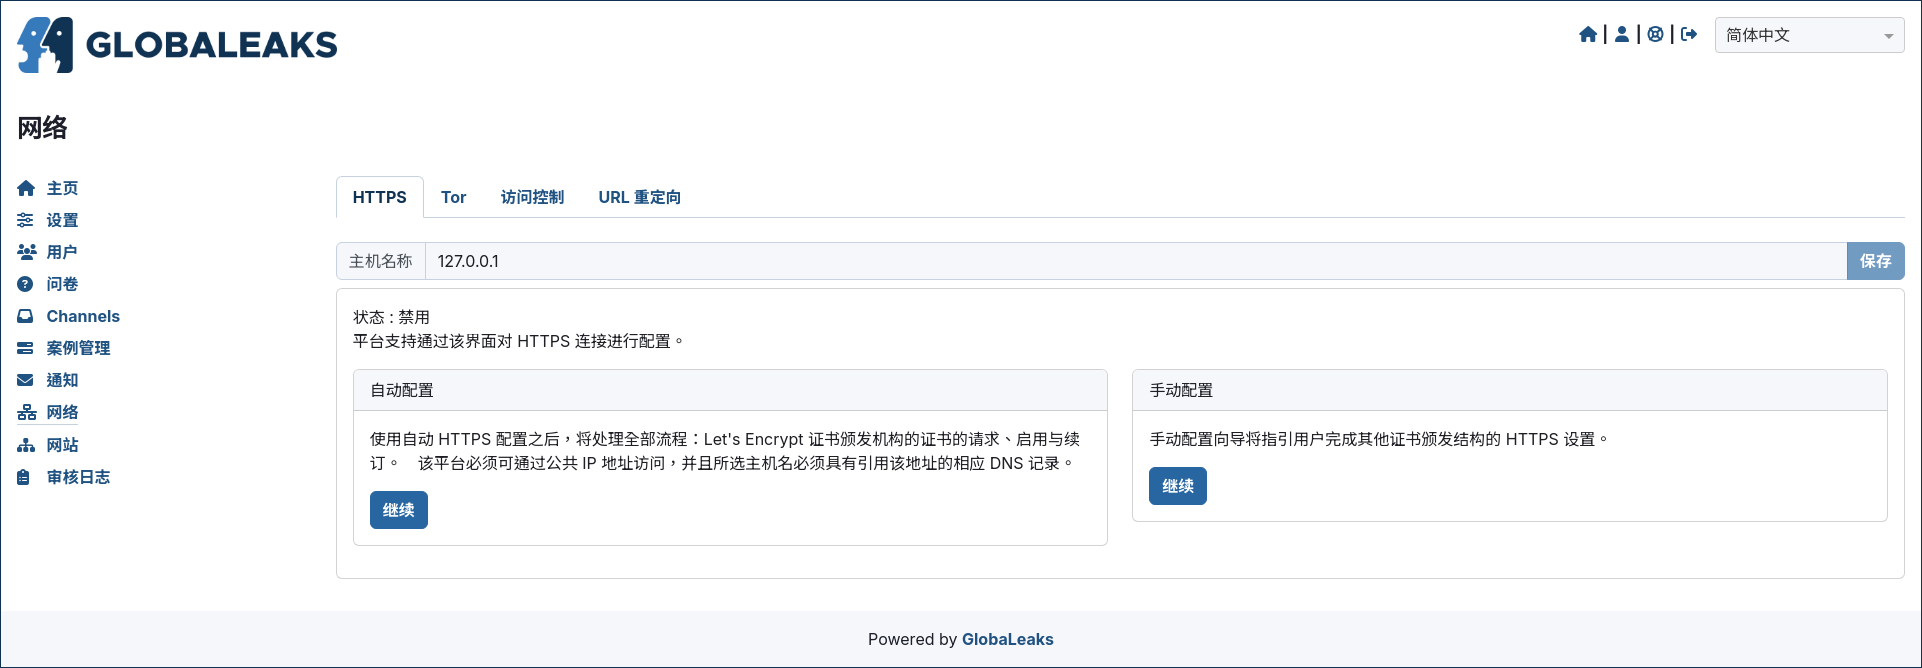 GLOBALEAKS
简体中文
网络
主页
设置
用户
问卷
Channels
案例管理
通知
网络
网站
审核日志
HTTPS
Tor
访问控制
URL 重定向
主机名称
127.0.0.1
保存
状态 : 禁用
平台支持通过该界面对 HTTPS 连接进行配置。
自动配置
使用自动 HTTPS 配置之后，将处理全部流程：Let's Encrypt 证书颁发机构的证书的请求、启用与续
订。 该平台必须可通过公共 IP 地址访问，并且所选主机名必须具有引用该地址的相应 DNS 记录。
继续
手动配置
手动配置向导将指引用户完成其他证书颁发结构的 HTTPS 设置。
继续
Powered by GlobaLeaks